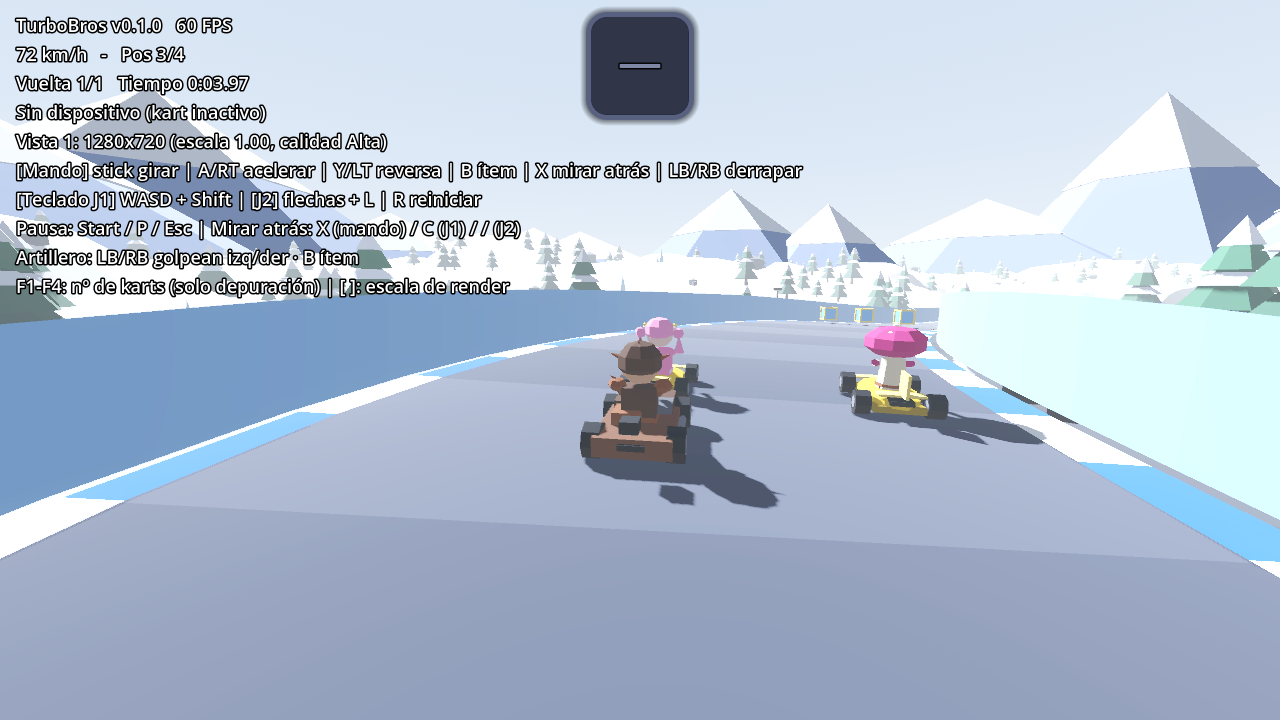 TurboBros v0.1.0   60 FPS
72 km/h  -  Pos 3/4
Vuelta 1/1   Tiempo 0:03.97
Sin dispositivo (kart inactivo)
Vista 1: 1280x720 (escala 1.00, calidad Alta)
[Mando] stick girar | A/RT acelerar | Y/LT reversa | B ítem | X mirar atrás | LB/RB derrapar
[Teclado J1] WASD + Shift | [J2] flechas + L | R reiniciar
Pausa: Start / P / Esc | Mirar atrás: X (mando) / C (J1) / / (J2)
Artillero: LB/RB golpean izq/der · B ítem
F1-F4: nº de karts (solo depuración) | [ ]: escala de render